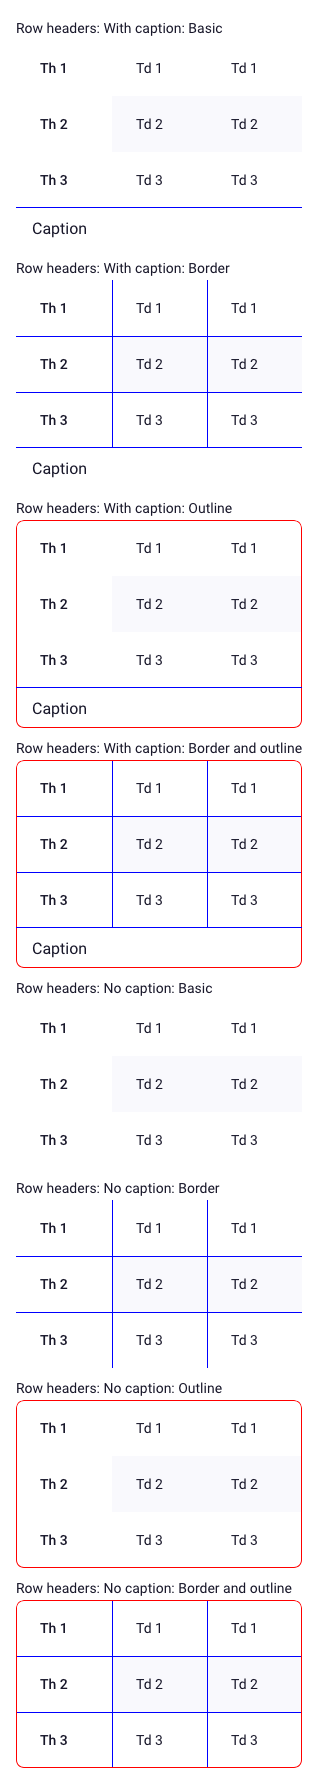 Row headers: With caption: Basic
Th 1 Td 1 Td 1
Th 2 Td 2 Td 2
Th 3 Td 3 Td 3
Caption
Row headers: With caption: Border
Th 1 Td 1 Td 1
Th 2 Td 2 Td 2
Th 3 Td 3 Td 3
Caption
Row headers: With caption: Outline
Th 1 Td 1 Td 1
Th 2 Td 2 Td 2
Th 3 Td 3 Td 3
Caption
Row headers: With caption: Border and outline
Th 1 Td 1 Td 1
Th 2 Td 2 Td 2
Th 3 Td 3 Td 3
Caption
Row headers: No caption: Basic
Th 1 Td 1 Td 1
Th 2 Td 2 Td 2
Th 3 Td 3 Td 3
Row headers: No caption: Border
Th 1 Td 1 Td 1
Th 2 Td 2 Td 2
Th 3 Td 3 Td 3
Row headers: No caption: Outline
Th 1 Td 1 Td 1
Th 2 Td 2 Td 2
Th 3 Td 3 Td 3
Row headers: No caption: Border and outline
Th 1 Td 1 Td 1
Th 2 Td 2 Td 2
Th 3 Td 3 Td 3